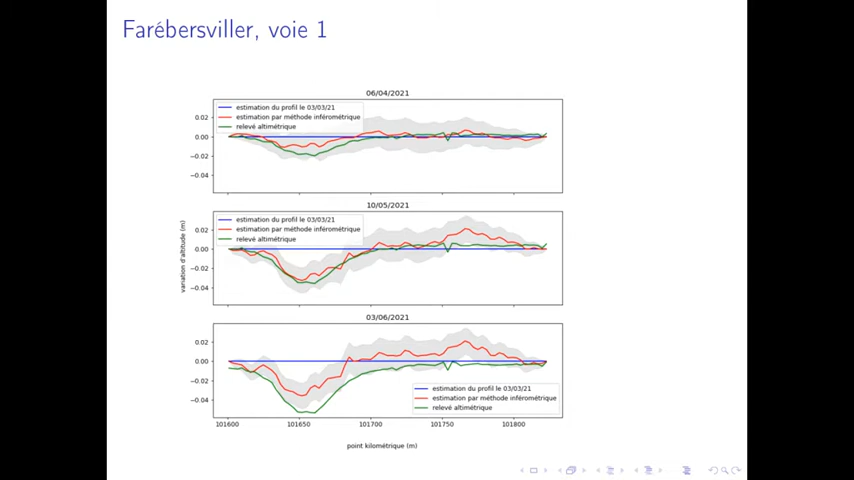 Farébersviller, voie 1
06/04/2021
estimation du profil le 03/03/21
estimation par méthode inférométrique
relevé altimétrique
0.02
0.00
−0.02
−0.04
10/05/2021
estimation du profil le 03/03/21
estimation par méthode inférométrique
relevé altimétrique
0.02
0.00
−0.02
−0.04
variation d'altitude (m)
03/06/2021
0.02
0.00
−0.02
−0.04
estimation du profil le 03/03/21
estimation par méthode inférométrique
relevé altimétrique
101600 101650 101700 101750 101800
point kilométrique (m)